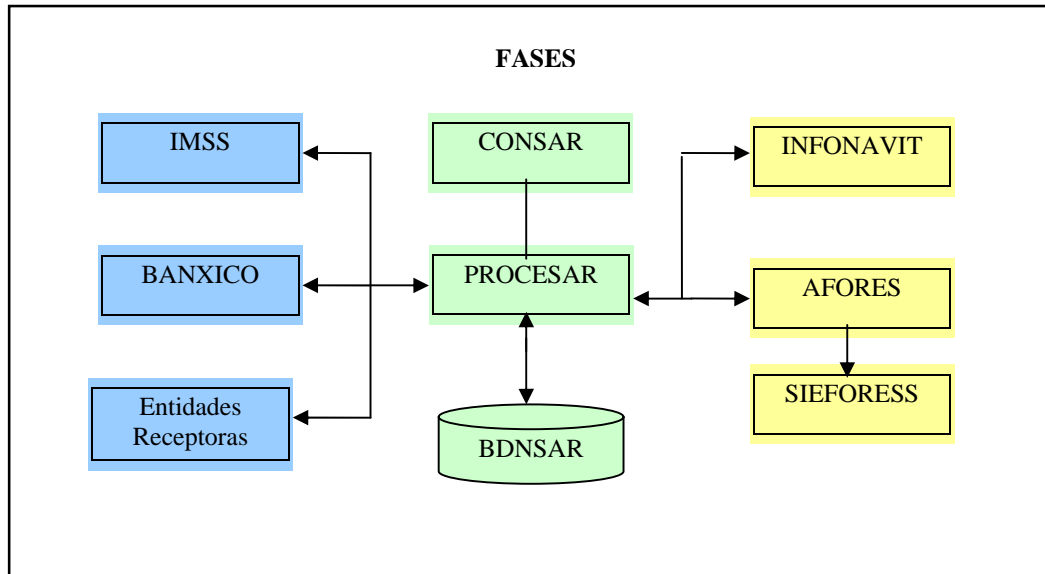 FASES
IMSS
CONSAR
INFONAVIT
BANXICO
PROCESAR
AFORES
Entidades
Receptoras
BDNSAR
SIEFORESS